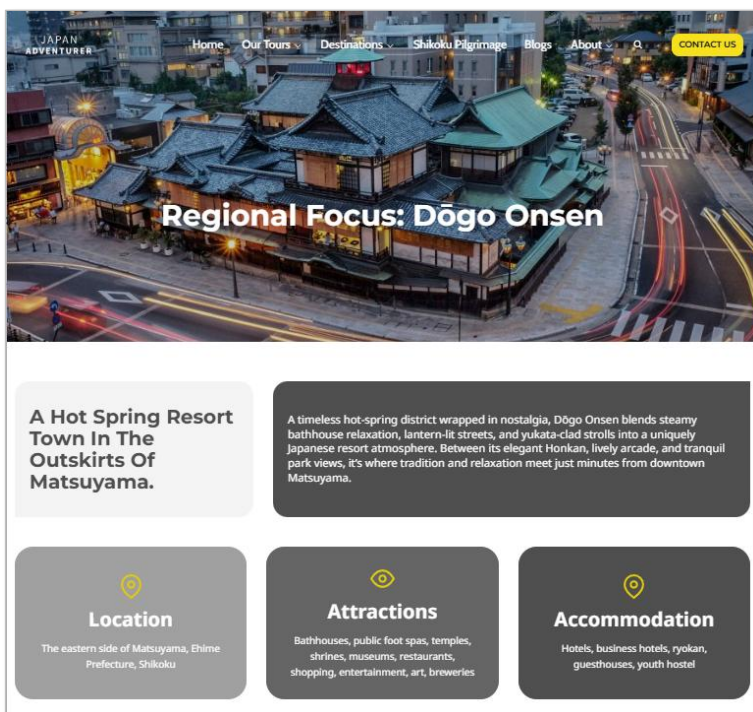 JAPAN
ADVENTURER
Home Our Tours Destinations Shikoku Pilgrimage Blogs About CONTACT US
Regional Focus: Dōgo Onsen
A Hot Spring Resort
Town In The
Outskirts Of
Matsuyama.
A timeless hot-spring district wrapped in nostalgia, Dōgo Onsen blends steamy
bathhouse relaxation, lantern-lit streets, and yukata-clad strolls into a uniquely
Japanese resort atmosphere. Between its elegant Honkan, lively arcade, and tranquil
park views, it's where tradition and relaxation meet just minutes from downtown
Matsuyama.
Location
The eastern side of Matsuyama, Ehime
Prefecture, Shikoku
Attractions
Bathhouses, public foot spas, temples,
shrines, museums, restaurants,
shopping, entertainment, art, breweries
Accommodation
Hotels, business hotels, ryokan,
guesthouses, youth hostel